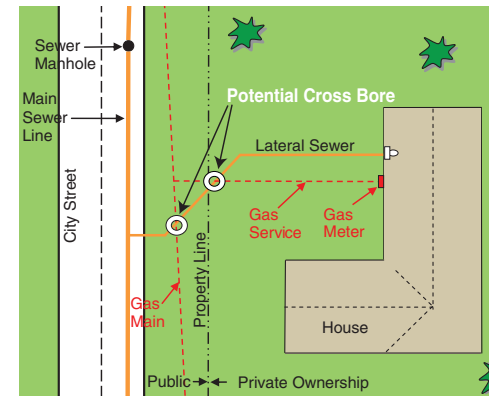 Sewer
Manhole
Main
Sewer
Line
City Street
Potential Cross Bore
Lateral Sewer
Gas
Service
Gas
Meter
Gas
Main
Property Line
House
Public
Private Ownership